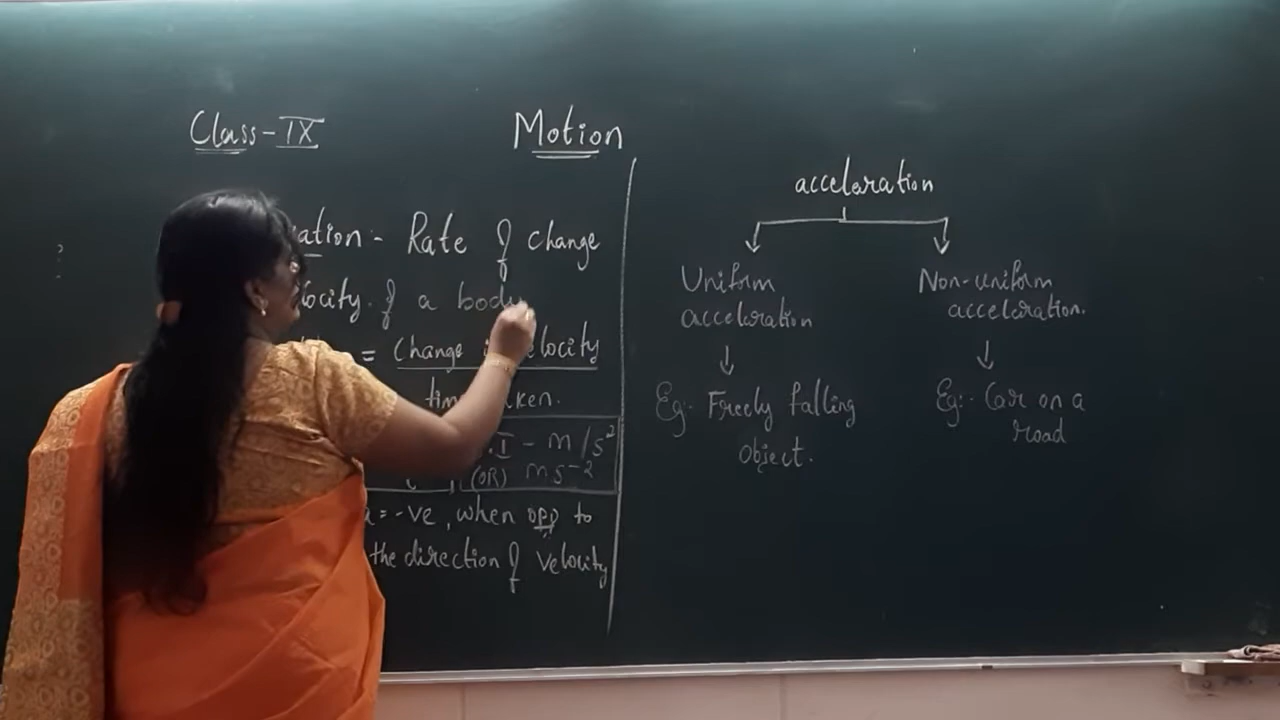 Class-IX
Motion
ation:- Rate of change
locity. of a body
= Change velocity
time taken.
S.I - m/s²
(OR) ms⁻²
a = -ve, when opp to
the direction of velocity
acceleration
Uniform
acceleration
Eg:- Freely falling
object.
Non-uniform
acceleration.
Eg:- Car on a
road